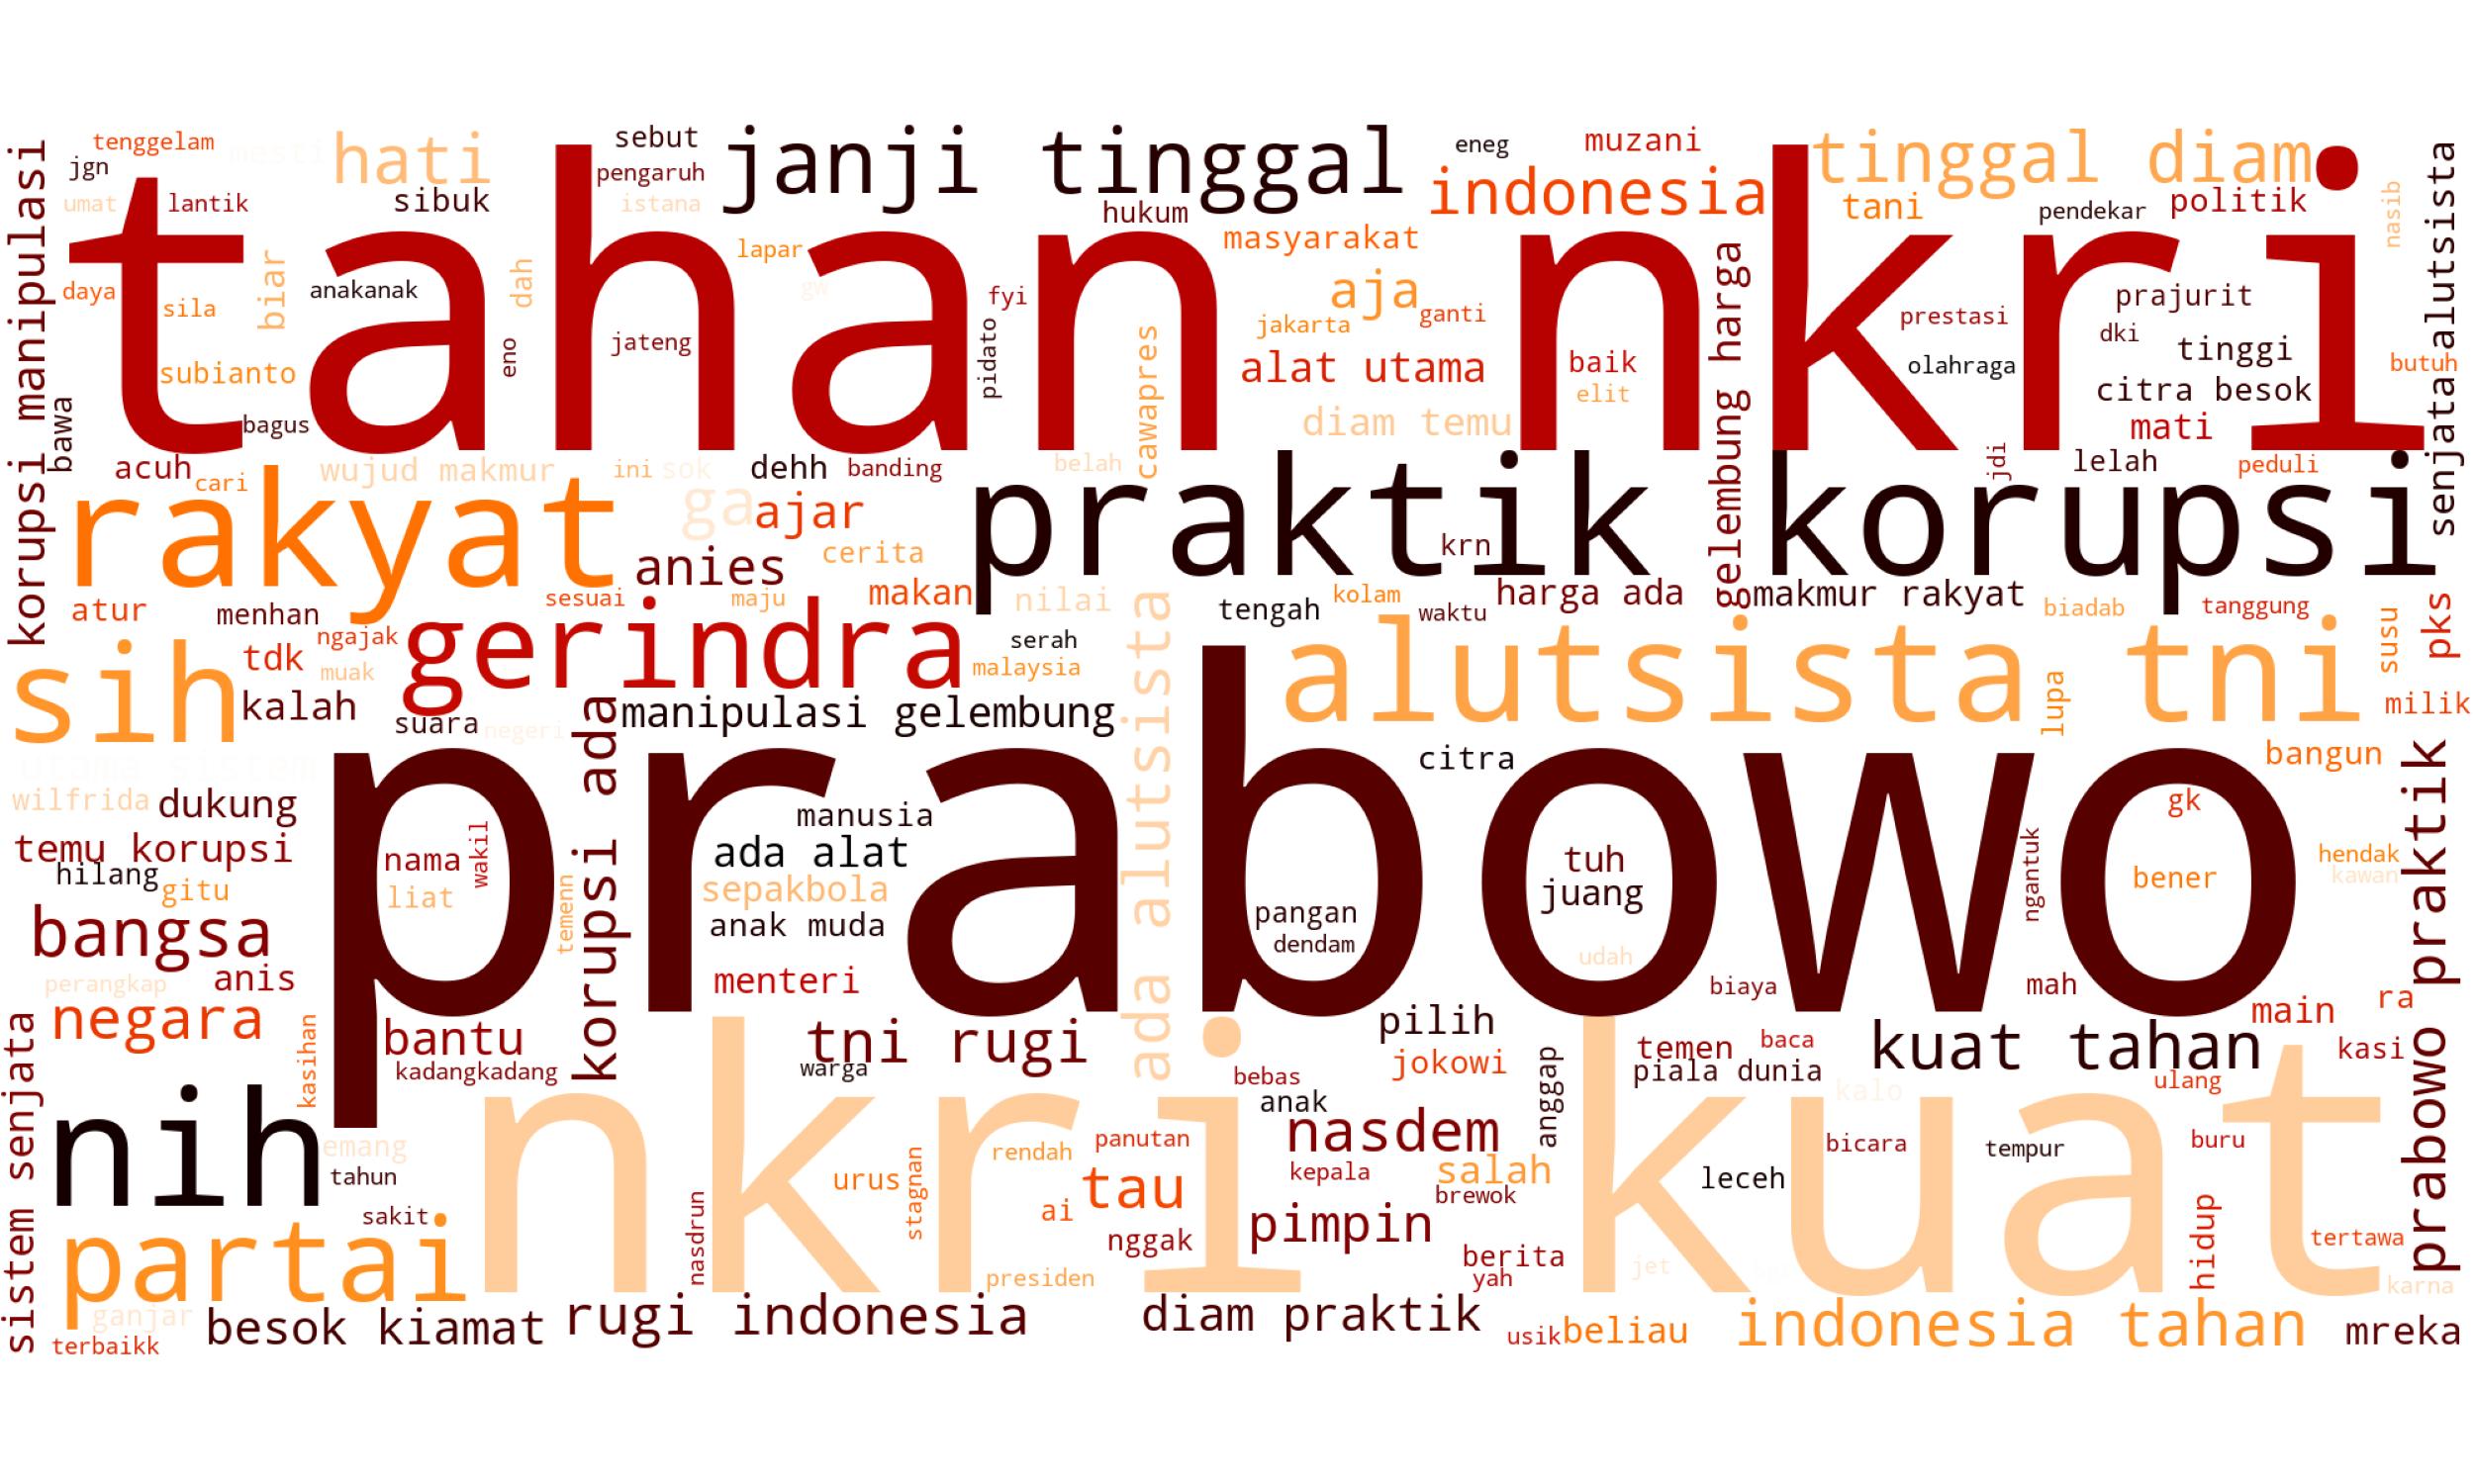 tenggelam
mesti
hati
sebut
janji tinggal
eneg
muzani
tinggal diam
jgn
umat
lantik
sibuk
pengaruh
istana
hukum
indonesia
tani
pendekar
politik
nasib
korupsi manipulasi
tahan nkri
senjata alutsista
masyarakat
lapar
biar
dah
daya
sila
anakanak
gw
fyi
aja
ganti
jakarta
gelembung harga
prestasi
prajurit
dki
tinggi
subianto
eno
jateng
pidato
cawapres
alat utama
baik
elit
olahraga
citra besok
butuh
bawa
bagus
diam temu
mati
acuh
cari
wujud makmur
ini
sok
dehh
banding
belah
jdi
lelah
peduli
rakyat
ga
ajar
praktik korupsi
krn
cerita
anies
atur
menhan
sesuai
maju
makan
nilai
tengah
kolam
waktu
harga ada
makmur rakyat
biadab
tanggung
susu
pks
ngajak
gerindra
serah
malaysia
ada alutsista
alutsista tni
sih
tdk
muak
kalah
suara
negeri
korupsi ada
manipulasi gelembung
lupa
milik
utama sistem
citra
bangun
prabowo
wilfrida
dukung
manusia
gk
prabowo praktik
temu korupsi
nama
wakil
ada alat
tuh
ngantuk
hendak
hilang
gitu
liat
temenn
sepakbola
juang
bener
kawan
bangsa
anak muda
pangan
dendam
udah
perangkap
anis
menteri
biaya
mah
negara
kasihan
bantu
tni rugi
pilih
main
ra
sistem senjata
kadangkadang
warga
bebas
jokowi
anggap
temen
baca
kuat tahan
kasi
piala dunia
kalo
ulang
nkri kuat
nih
emang
tahun
anak
nasdem
rendah
panutan
bicara
tempur
buru
urus
stagnan
tau
kepala
salah
leceh
sakit
nasdrun
ai
brewok
hidup
partai
nggak
pimpin
berita
tertawa
presiden
yah
jet
karna
ganjar
besok kiamat
rugi indonesia
diam praktik
usik
beliau
indonesia tahan
mreka
terbaikk